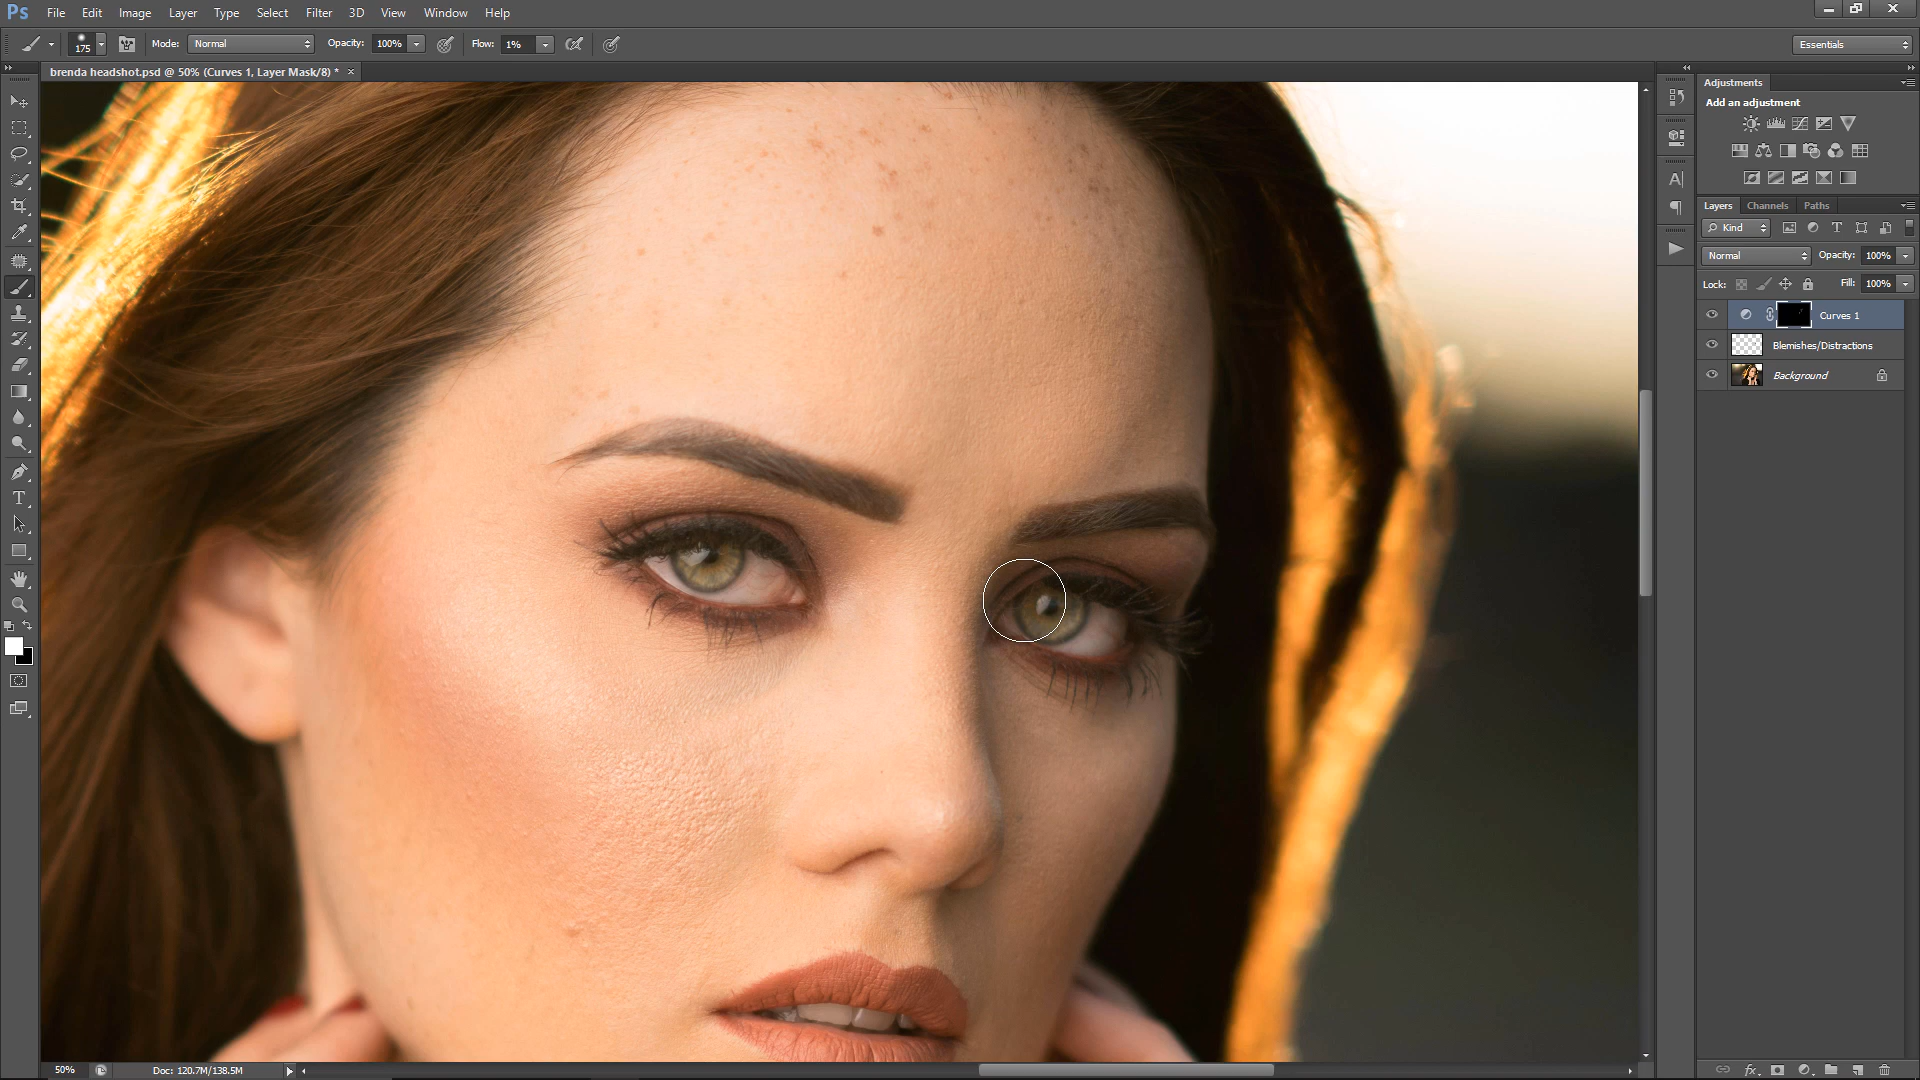 Ps File Edit Image Layer Type Select Filter 3D View Window Help
175 Mode: Normal Opacity: 100% Flow: 1% Essentials
brenda headshot.psd @ 50% (Curves 1, Layer Mask/8) * ×
Adjustments
Add an adjustment
Layers Channels Paths
Kind
Normal Opacity: 100%
Lock: Fill: 100%
Curves 1
Blemishes/Distractions
Background
50% Doc: 120.7M/138.5M